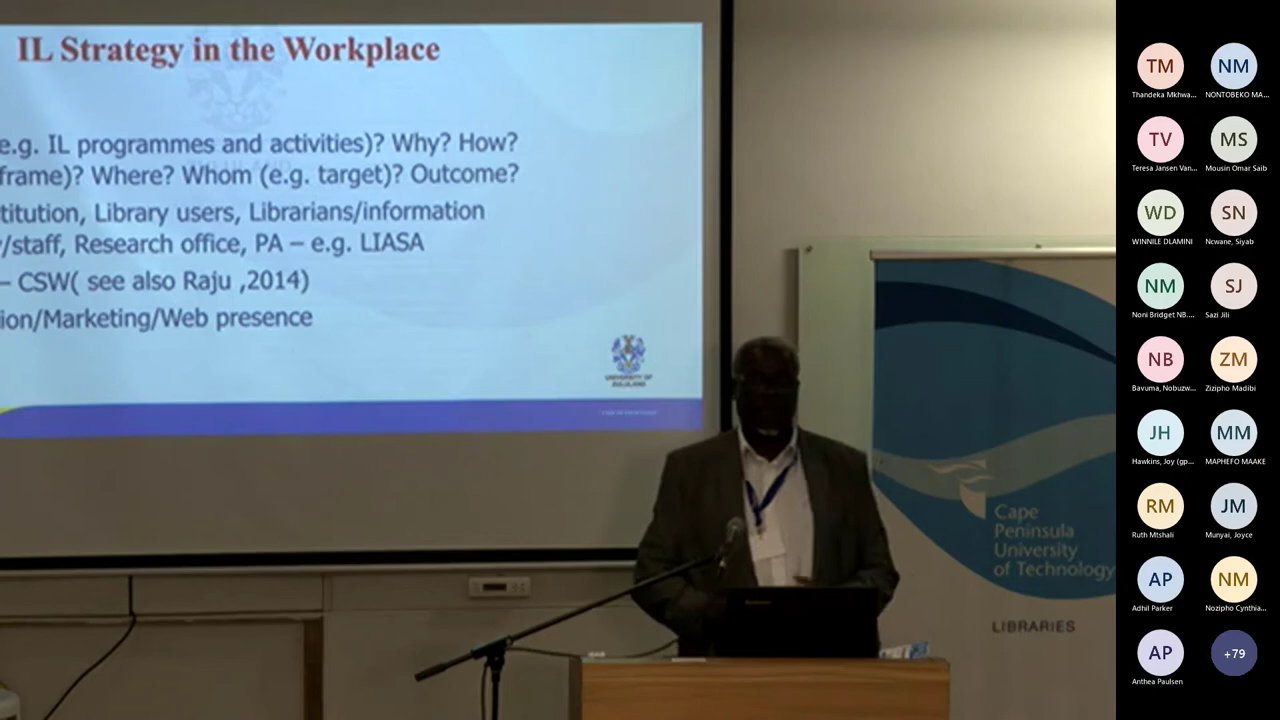 IL Strategy in the Workplace
e.g. IL programmes and activities)? Why? How?
frame)? Where? Whom (e.g. target)? Outcome?
titution, Library users, Librarians/information
/staff, Research office, PA – e.g. LIASA
– CSW( see also Raju ,2014)
ion/Marketing/Web presence
UNIVERSITY OF
ZULULAND
Cape
Peninsula
University
of Technology
LIBRARIES
TM
Thandeka Mkhwa...
NM
NONTOBEKO MA...
TV
Teresa Jansen Van...
MS
Mousin Omar Saib
WD
WINNILE DLAMINI
SN
Ncwane, Siyab
NM
Noni Bridget NB....
SJ
Sazi Jili
NB
Bavuma, Nobuzw...
ZM
Zizipho Madibi
JH
Hawkins, Joy (gp...
MM
MAPHEFO MAAKE
RM
Ruth Mtshali
JM
Munyai, Joyce
AP
Adhil Parker
NM
Nozipho Cynthia...
AP
Anthea Paulsen
+79